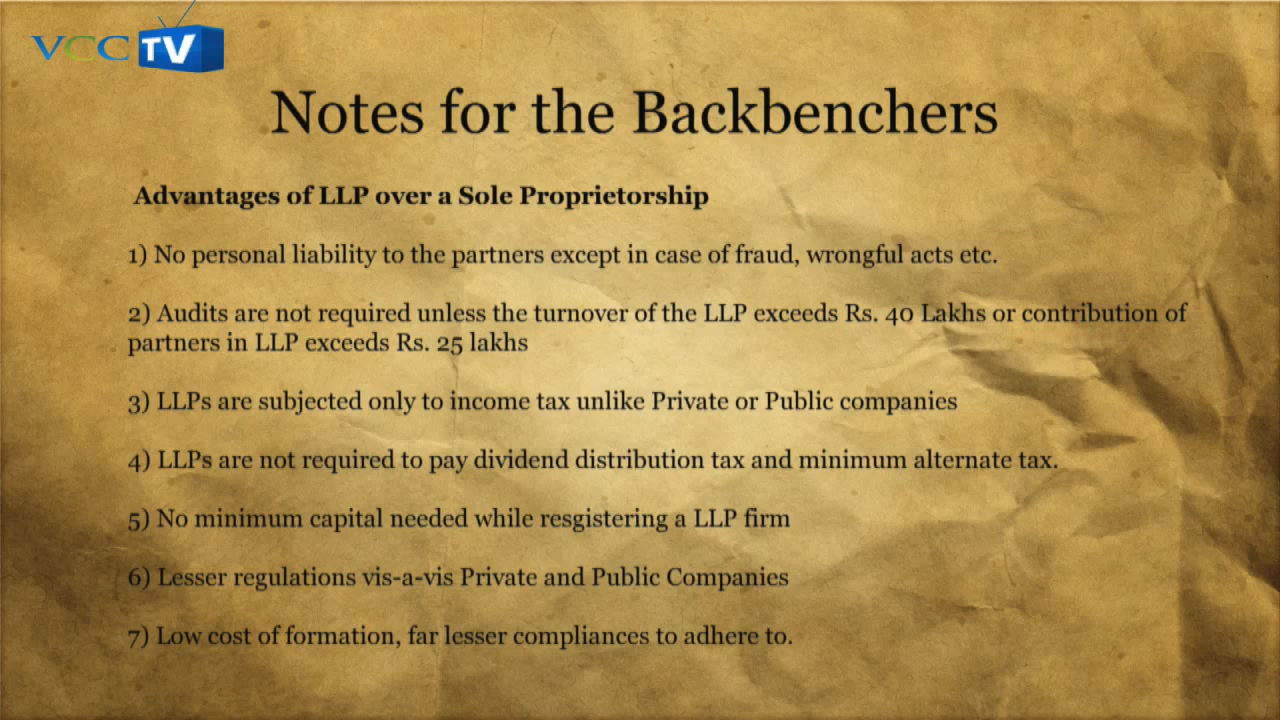 VCC TV
Notes for the Backbenchers
Advantages of LLP over a Sole Proprietorship
1) No personal liability to the partners except in case of fraud, wrongful acts etc.
2) Audits are not required unless the turnover of the LLP exceeds Rs. 40 Lakhs or contribution of
partners in LLP exceeds Rs. 25 lakhs
3) LLPs are subjected only to income tax unlike Private or Public companies
4) LLPs are not required to pay dividend distribution tax and minimum alternate tax.
5) No minimum capital needed while resgistering a LLP firm
6) Lesser regulations vis-a-vis Private and Public Companies
7) Low cost of formation, far lesser compliances to adhere to.